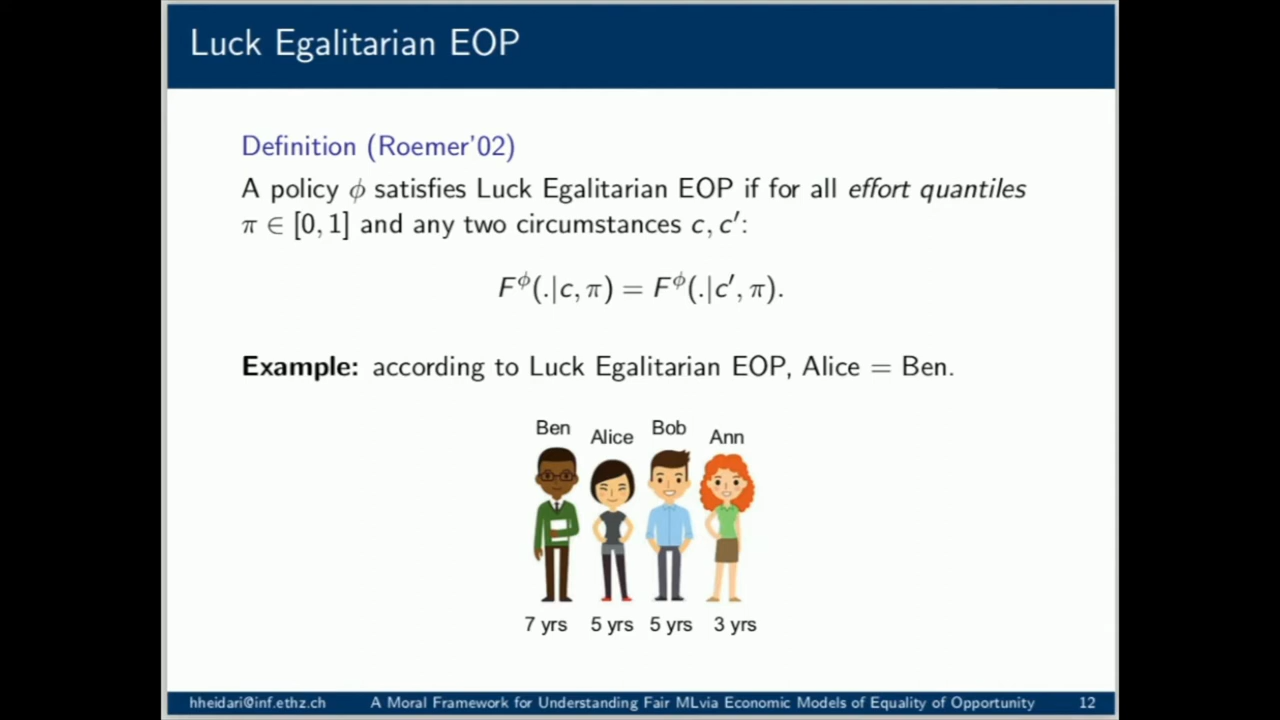 Luck Egalitarian EOP
Definition (Roemer'02)
A policy ϕ satisfies Luck Egalitarian EOP if for all effort quantiles
π ∈ [0, 1] and any two circumstances c, c′:
F^ϕ(.|c, π) = F^ϕ(.|c′, π).
Example: according to Luck Egalitarian EOP, Alice = Ben.
Ben Alice Bob Ann
7 yrs 5 yrs 5 yrs 3 yrs
hheidari@inf.ethz.ch A Moral Framework for Understanding Fair MLvia Economic Models of Equality of Opportunity 12